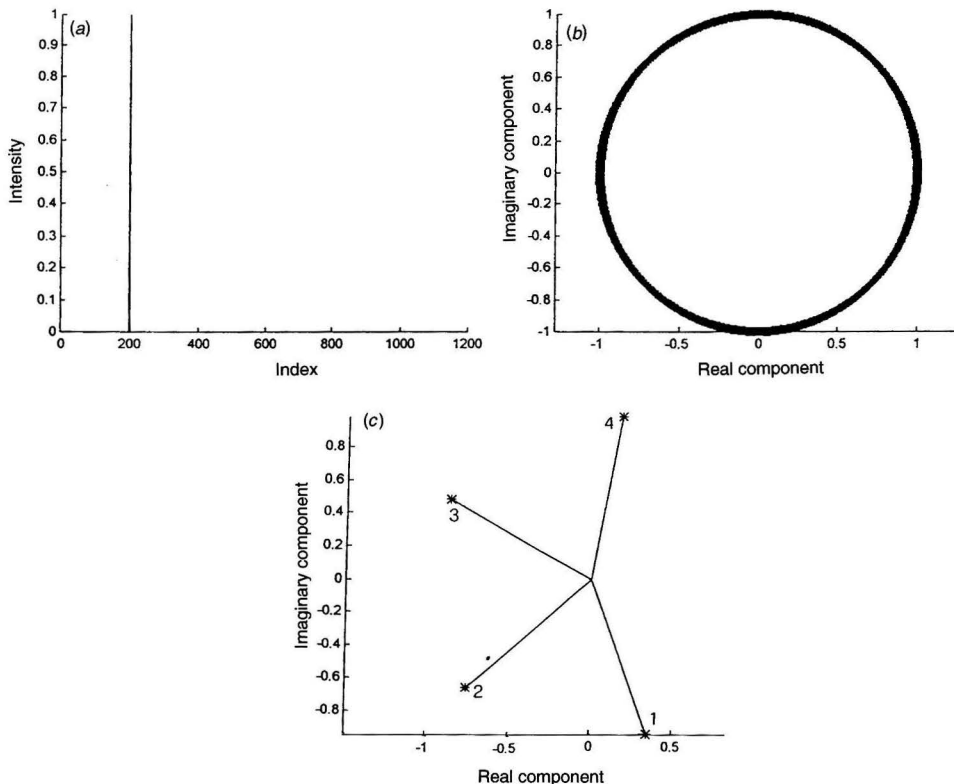 (a)
1
0.9
0.8
0.7
0.6
0.5
0.4
0.3
0.2
0.1
0
Intensity
0 200 400 600 800 1000 1200
Index
(b)
1
0.8
0.6
0.4
0.2
0
-0.2
-0.4
-0.6
-0.8
-1
Imaginary component
-1 -0.5 0 0.5 1
Real component
(c)
0.8
0.6
0.4
0.2
0
-0.2
-0.4
-0.6
-0.8
Imaginary component
4
3
2
1
-1 -0.5 0 0.5
Real component